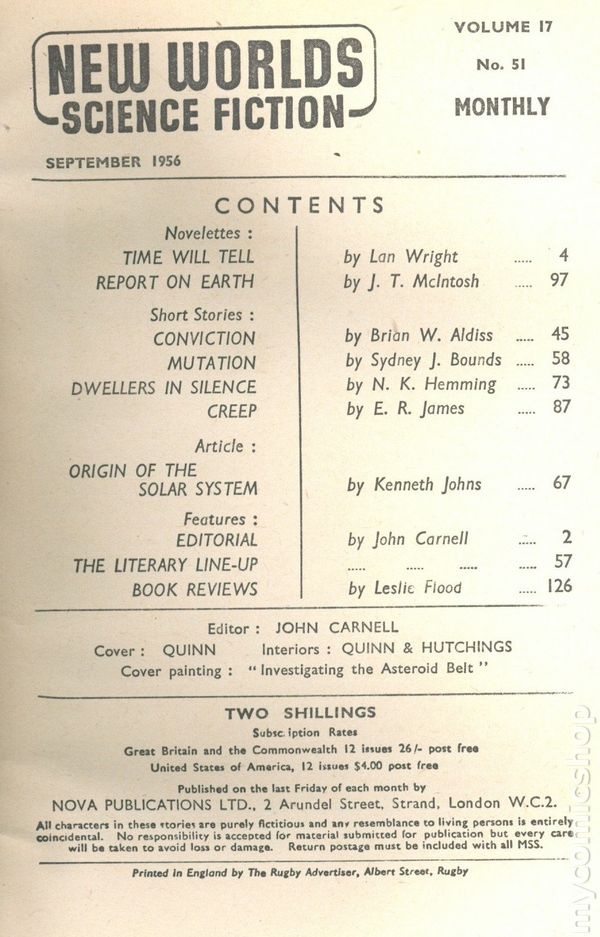 VOLUME 17
NEW WORLDS
SCIENCE FICTION
No. 51
MONTHLY
SEPTEMBER 1956
CONTENTS
Novelettes :
TIME WILL TELL by Lan Wright ..... 4
REPORT ON EARTH by J. T. McIntosh ..... 97
Short Stories :
CONVICTION by Brian W. Aldiss ..... 45
MUTATION by Sydney J. Bounds ..... 58
DWELLERS IN SILENCE by N. K. Hemming ..... 73
CREEP by E. R. James ..... 87
Article :
ORIGIN OF THE
SOLAR SYSTEM by Kenneth Johns ..... 67
Features :
EDITORIAL by John Carnell ..... 2
THE LITERARY LINE-UP ..... ..... ..... ..... 57
BOOK REVIEWS by Leslie Flood ..... 126
Editor : JOHN CARNELL
Cover : QUINN Interiors : QUINN & HUTCHINGS
Cover painting : "Investigating the Asteroid Belt"
TWO SHILLINGS
Subsc.iption Rates
Great Britain and the Commonwealth 12 issues 26/- post free
United States of America, 12 issues $4.00 post free
Published on the last Friday of each month by
NOVA PUBLICATIONS LTD., 2 Arundel Street, Strand, London W.C.2.
All characters in these stories are purely fictitious and any resemblance to living persons is entirely
coincidental. No responsibility is accepted for material submitted for publication but every care
will be taken to avoid loss or damage. Return postage must be included with all MSS.
Printed in England by The Rugby Advertiser, Albert Street, Rugby
mycomicshop